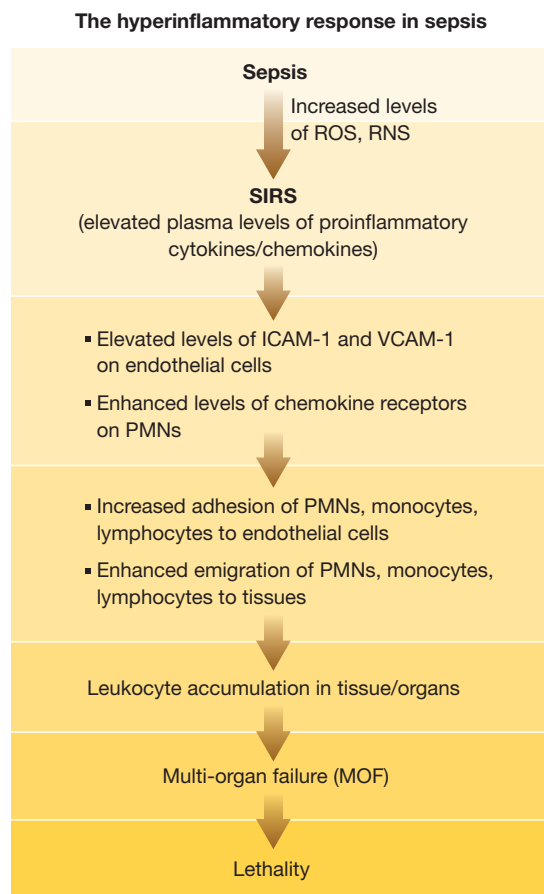 The hyperinflammatory response in sepsis
Sepsis
Increased levels
of ROS, RNS
SIRS
(elevated plasma levels of proinflammatory
cytokines/chemokines)
▪ Elevated levels of ICAM-1 and VCAM-1
on endothelial cells
▪ Enhanced levels of chemokine receptors
on PMNs
▪ Increased adhesion of PMNs, monocytes,
lymphocytes to endothelial cells
▪ Enhanced emigration of PMNs, monocytes,
lymphocytes to tissues
Leukocyte accumulation in tissue/organs
Multi-organ failure (MOF)
Lethality